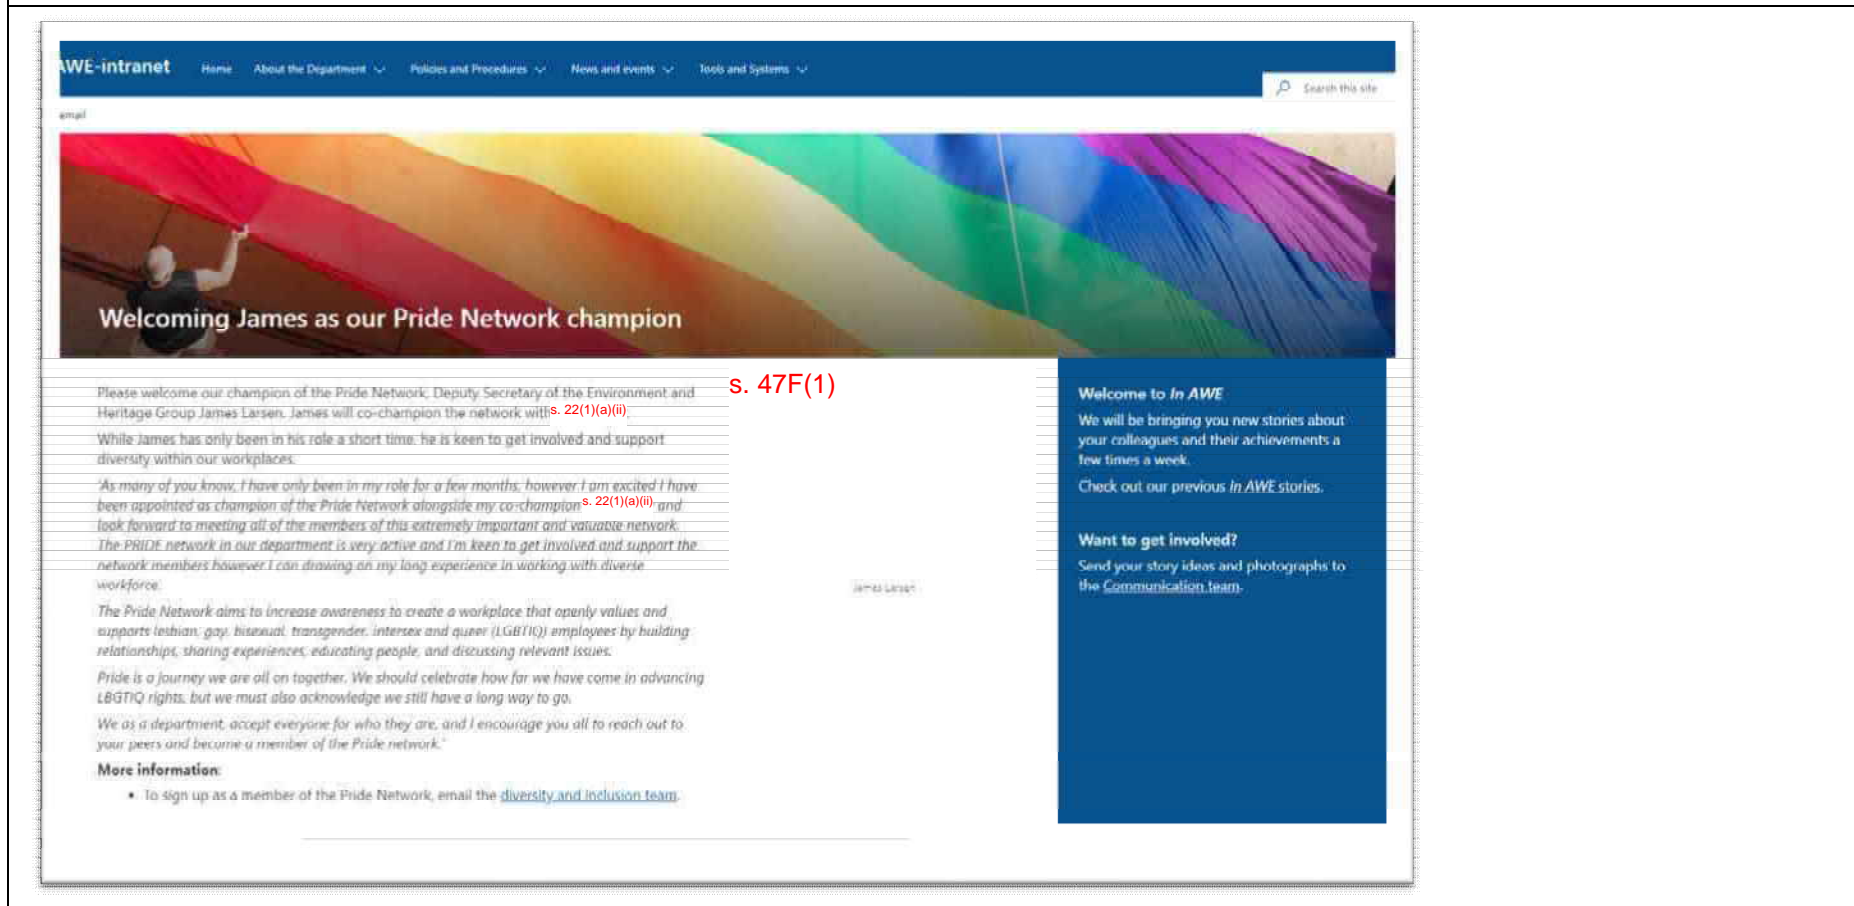 AWE-intranet Home About the Department Policies and Procedures News and events Tools and Systems
Search this site
email
Welcoming James as our Pride Network champion
Please welcome our champion of the Pride Network, Deputy Secretary of the Environment and
Heritage Group James Larsen. James will co-champion the network with s. 22(1)(a)(ii)
While James has only been in his role a short time, he is keen to get involved and support
diversity within our workplaces.
'As many of you know, I have only been in my role for a few months, however I am excited I have
been appointed as champion of the Pride Network alongside my co-champion s. 22(1)(a)(ii) and
look forward to meeting all of the members of this extremely important and valuable network.
The PRIDE network in our department is very active and I'm keen to get involved and support the
network members however I can drawing on my long experience in working with diverse
workforce.
The Pride Network aims to increase awareness to create a workplace that openly values and
supports lesbian, gay, bisexual, transgender, intersex and queer (LGBTIQ) employees by building
relationships, sharing experiences, educating people, and discussing relevant issues.
Pride is a journey we are all on together. We should celebrate how far we have come in advancing
LBGTIQ rights, but we must also acknowledge we still have a long way to go.
We as a department, accept everyone for who they are, and I encourage you all to reach out to
your peers and become a member of the Pride network.'
More information:
• To sign up as a member of the Pride Network, email the diversity and inclusion team.
s. 47F(1)
James Larsen
Welcome to In AWE
We will be bringing you new stories about
your colleagues and their achievements a
few times a week.
Check out our previous In AWE stories.
Want to get involved?
Send your story ideas and photographs to
the Communication team.